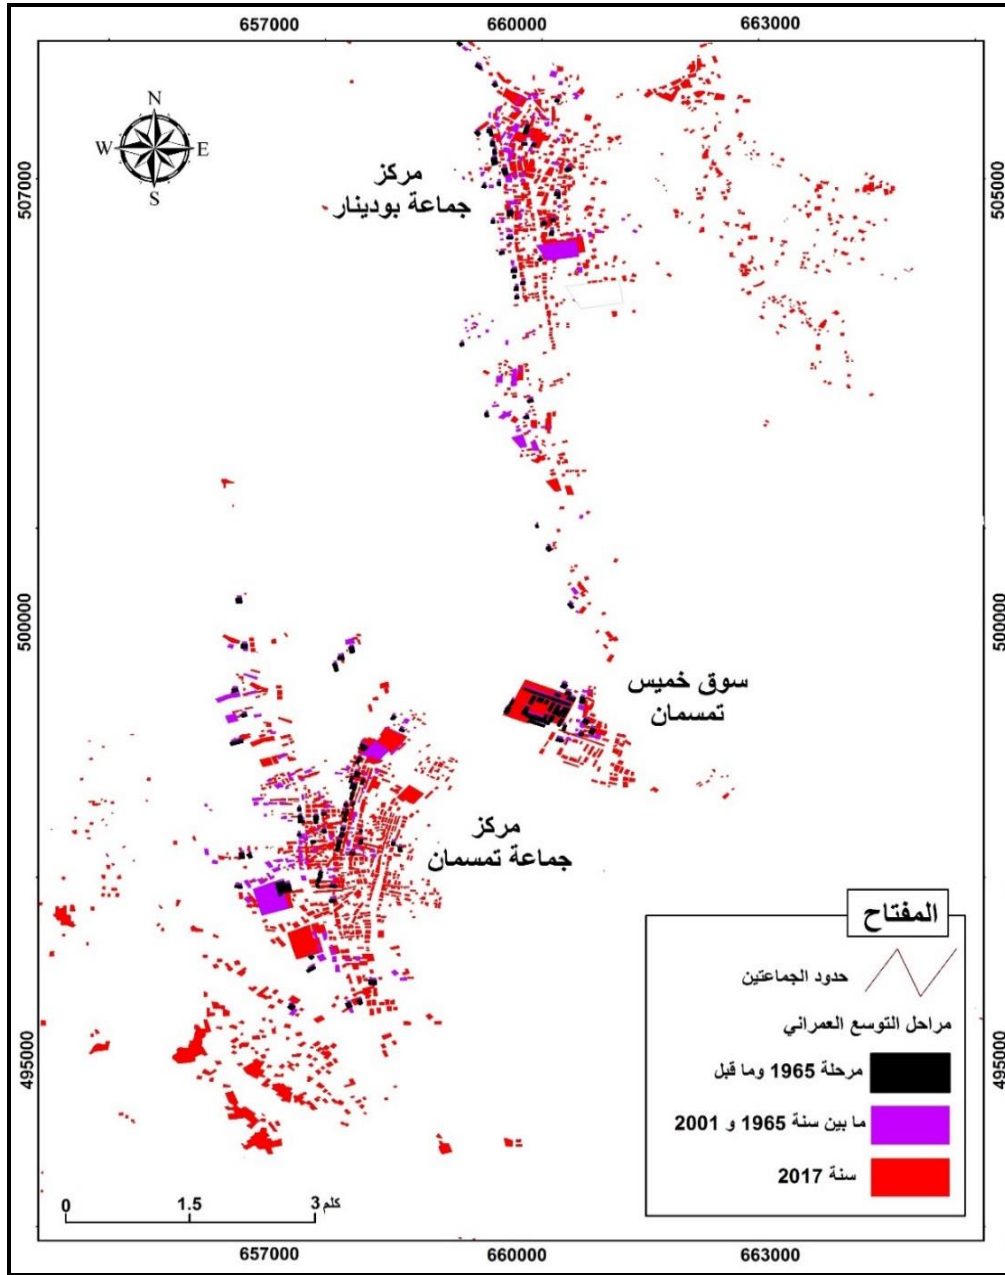 657000
660000
663000
N
W
E
S
507000
505000
مركز
جماعة بودينار
500000
500000
سوق خميس
تمسمان
مركز
جماعة تمسمان
المفتاح
حدود الجماعتين
مراحل التوسع العمراني
مرحلة 1965 وما قبل
ما بين سنة 1965 و 2001
سنة 2017
495000
495000
0
1.5
3 كلم
657000
660000
663000